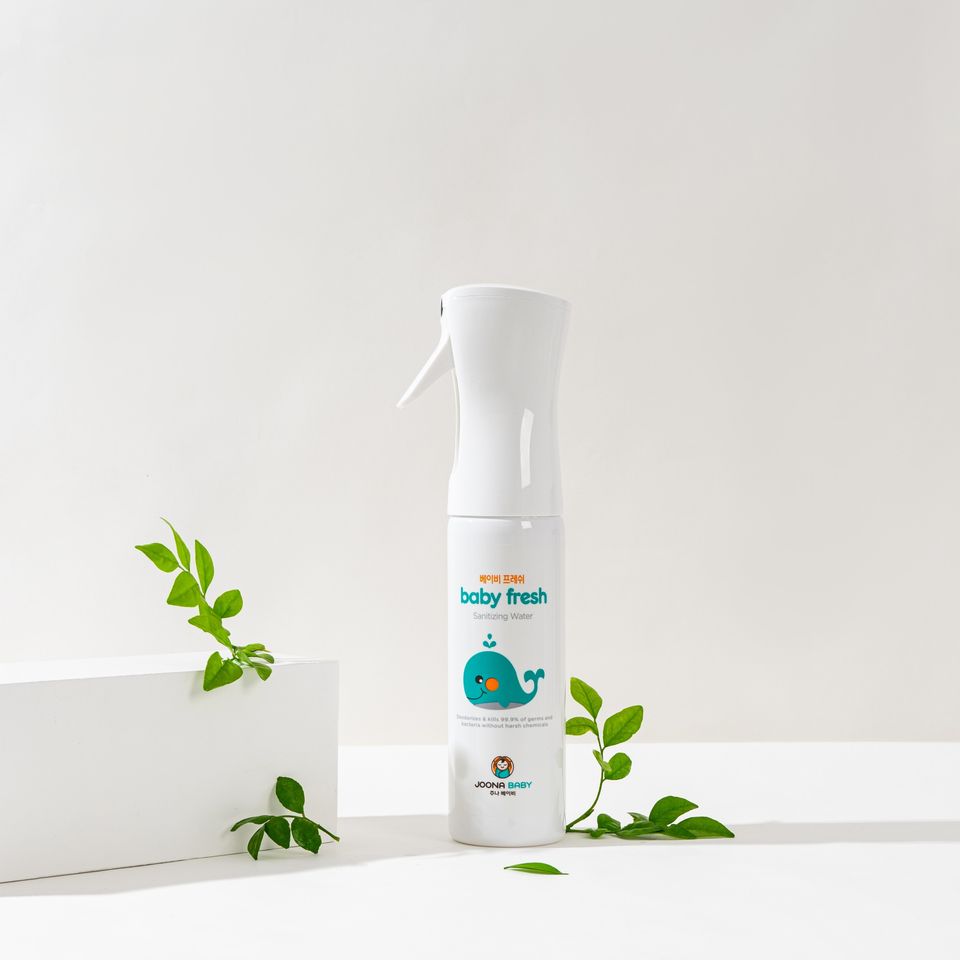 베이비 프레쉬
baby fresh
Sanitizing Water
Deodorizes & kills 99.9% of germs and
bacteria without harsh chemicals
JOONA BABY
주나 베이비